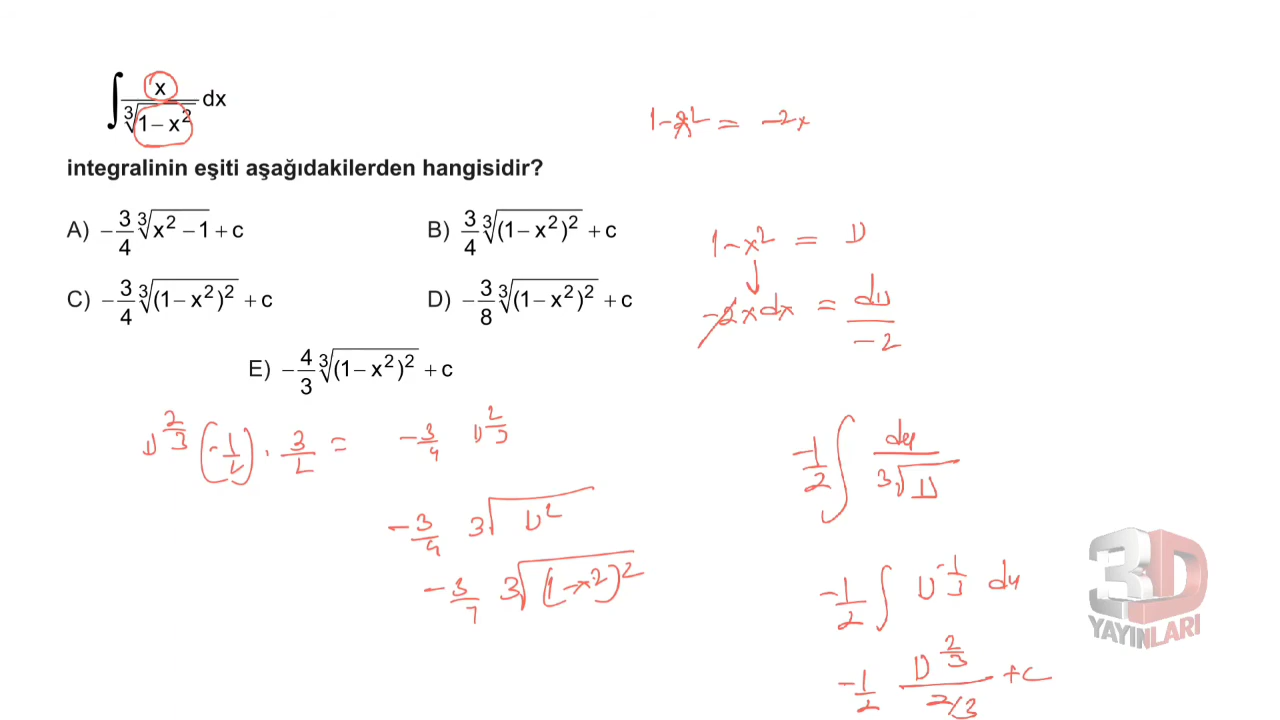 ∫ x / ∛(1 – x²) dx
integralinin eşiti aşağıdakilerden hangisidir?
A) –3/4 ∛(x² – 1) + c
B) 3/4 ∛((1 – x²)²) + c
C) –3/4 ∛((1 – x²)²) + c
D) –3/8 ∛((1 – x²)²) + c
E) –4/3 ∛((1 – x²)²) + c
1-x² = -2x
1-x² = U
-2x dx = du/-2
-1/2 ∫ du/∛U
-1/2 ∫ U^(-1/3) du
-1/2 U^(2/3)/(2/3) + c
U^(2/3) (-1/2) . 3/2 = -3/4 U^(2/3)
-3/4 ∛(U²)
-3/4 ∛((1-x²)²)
3D
YAYINLARI